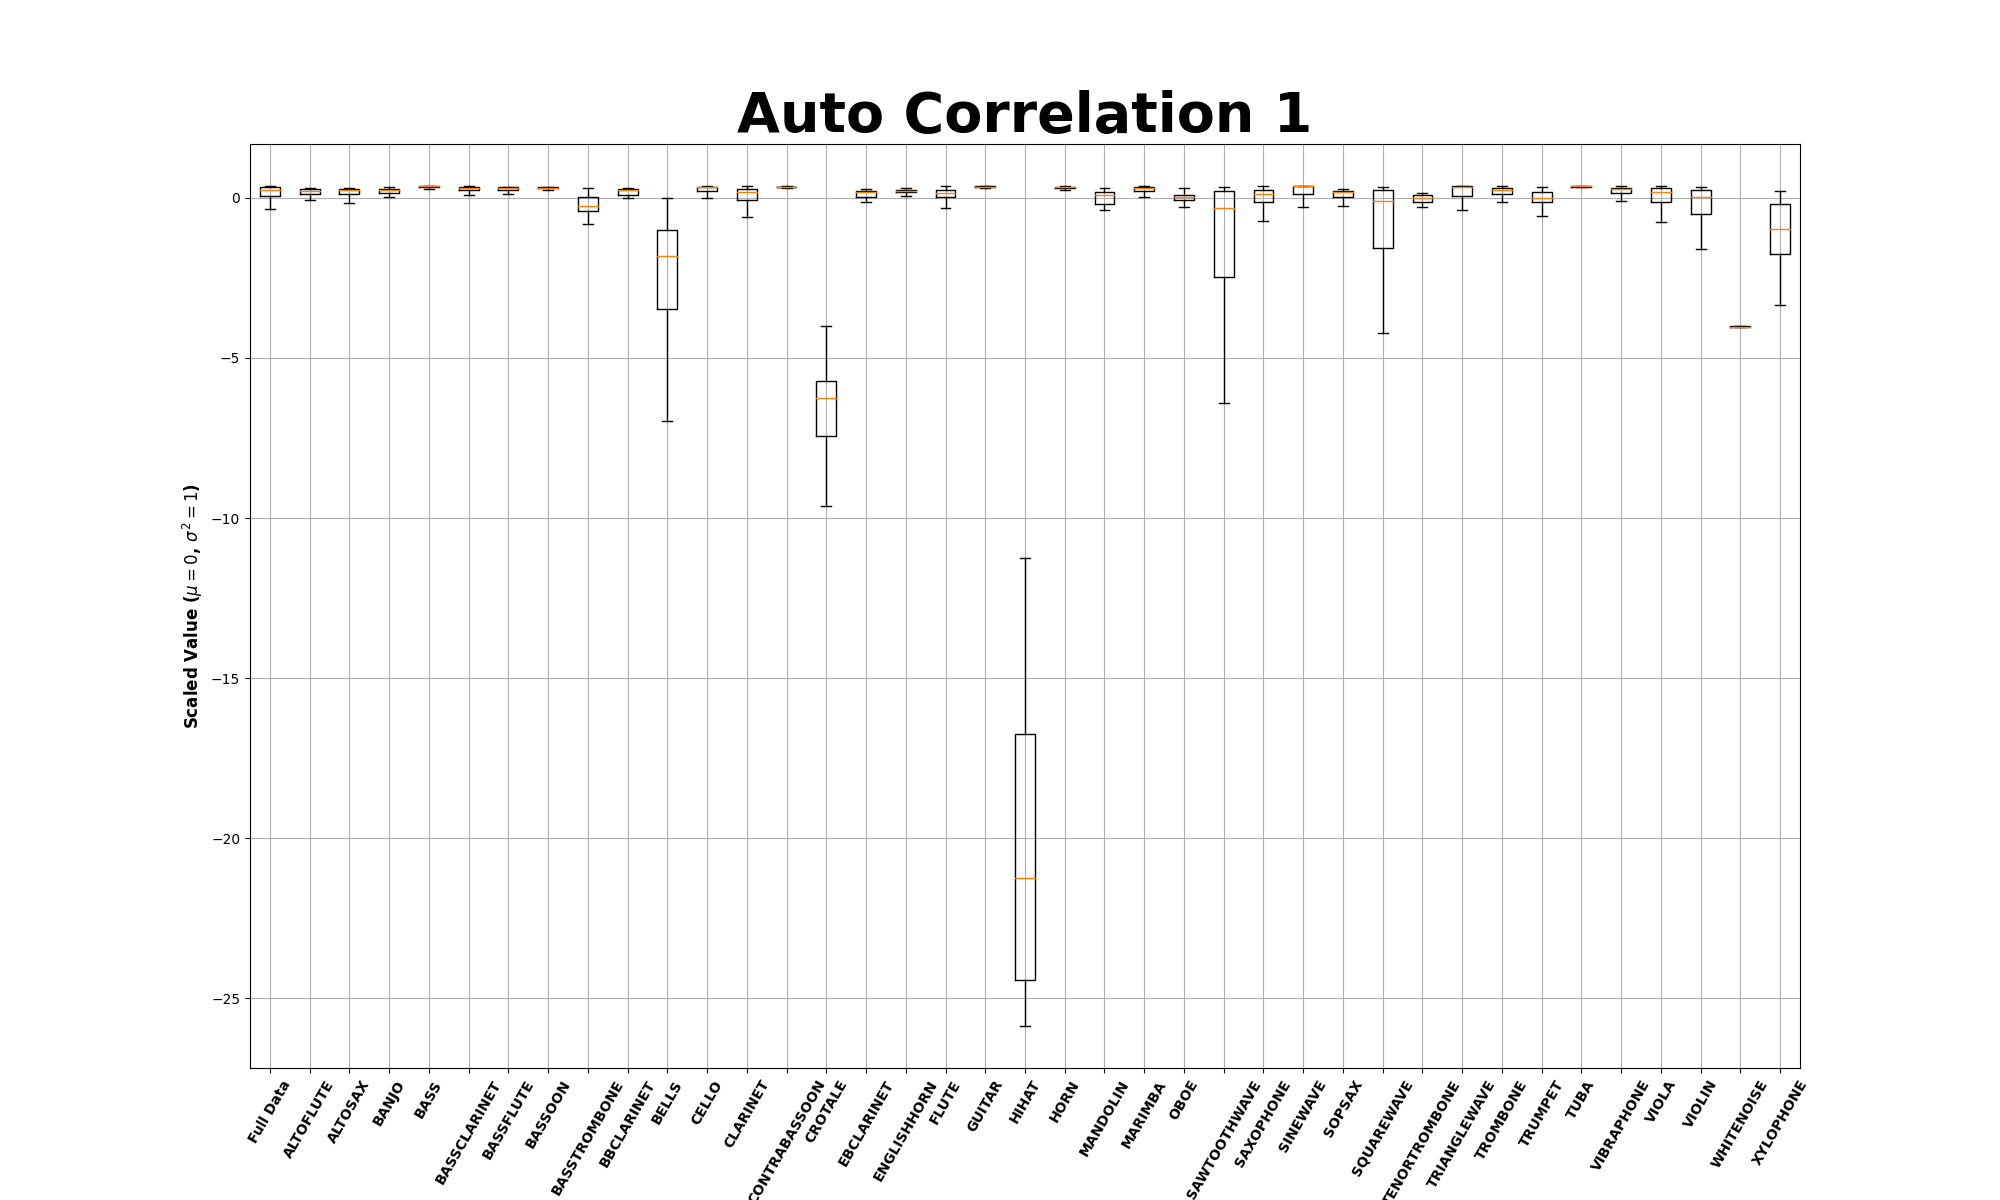 Auto Correlation 1
Scaled Value (μ = 0, σ² = 1)
0
−5
−10
−15
−20
−25
Full Data
ALTOFLUTE
ALTOSAX
BANJO
BASS
BASSCLARINET
BASSFLUTE
BASSOON
BASSTROMBONE
BBCLARINET
BELLS
CELLO
CLARINET
CONTRABASSOON
CROTALE
EBCLARINET
ENGLISHHORN
FLUTE
GUITAR
HIHAT
HORN
MANDOLIN
MARIMBA
OBOE
SAWTOOTHWAVE
SAXOPHONE
SINEWAVE
SOPSAX
SQUAREWAVE
TENORTROMBONE
TRIANGLEWAVE
TROMBONE
TRUMPET
TUBA
VIBRAPHONE
VIOLA
VIOLIN
WHITENOISE
XYLOPHONE